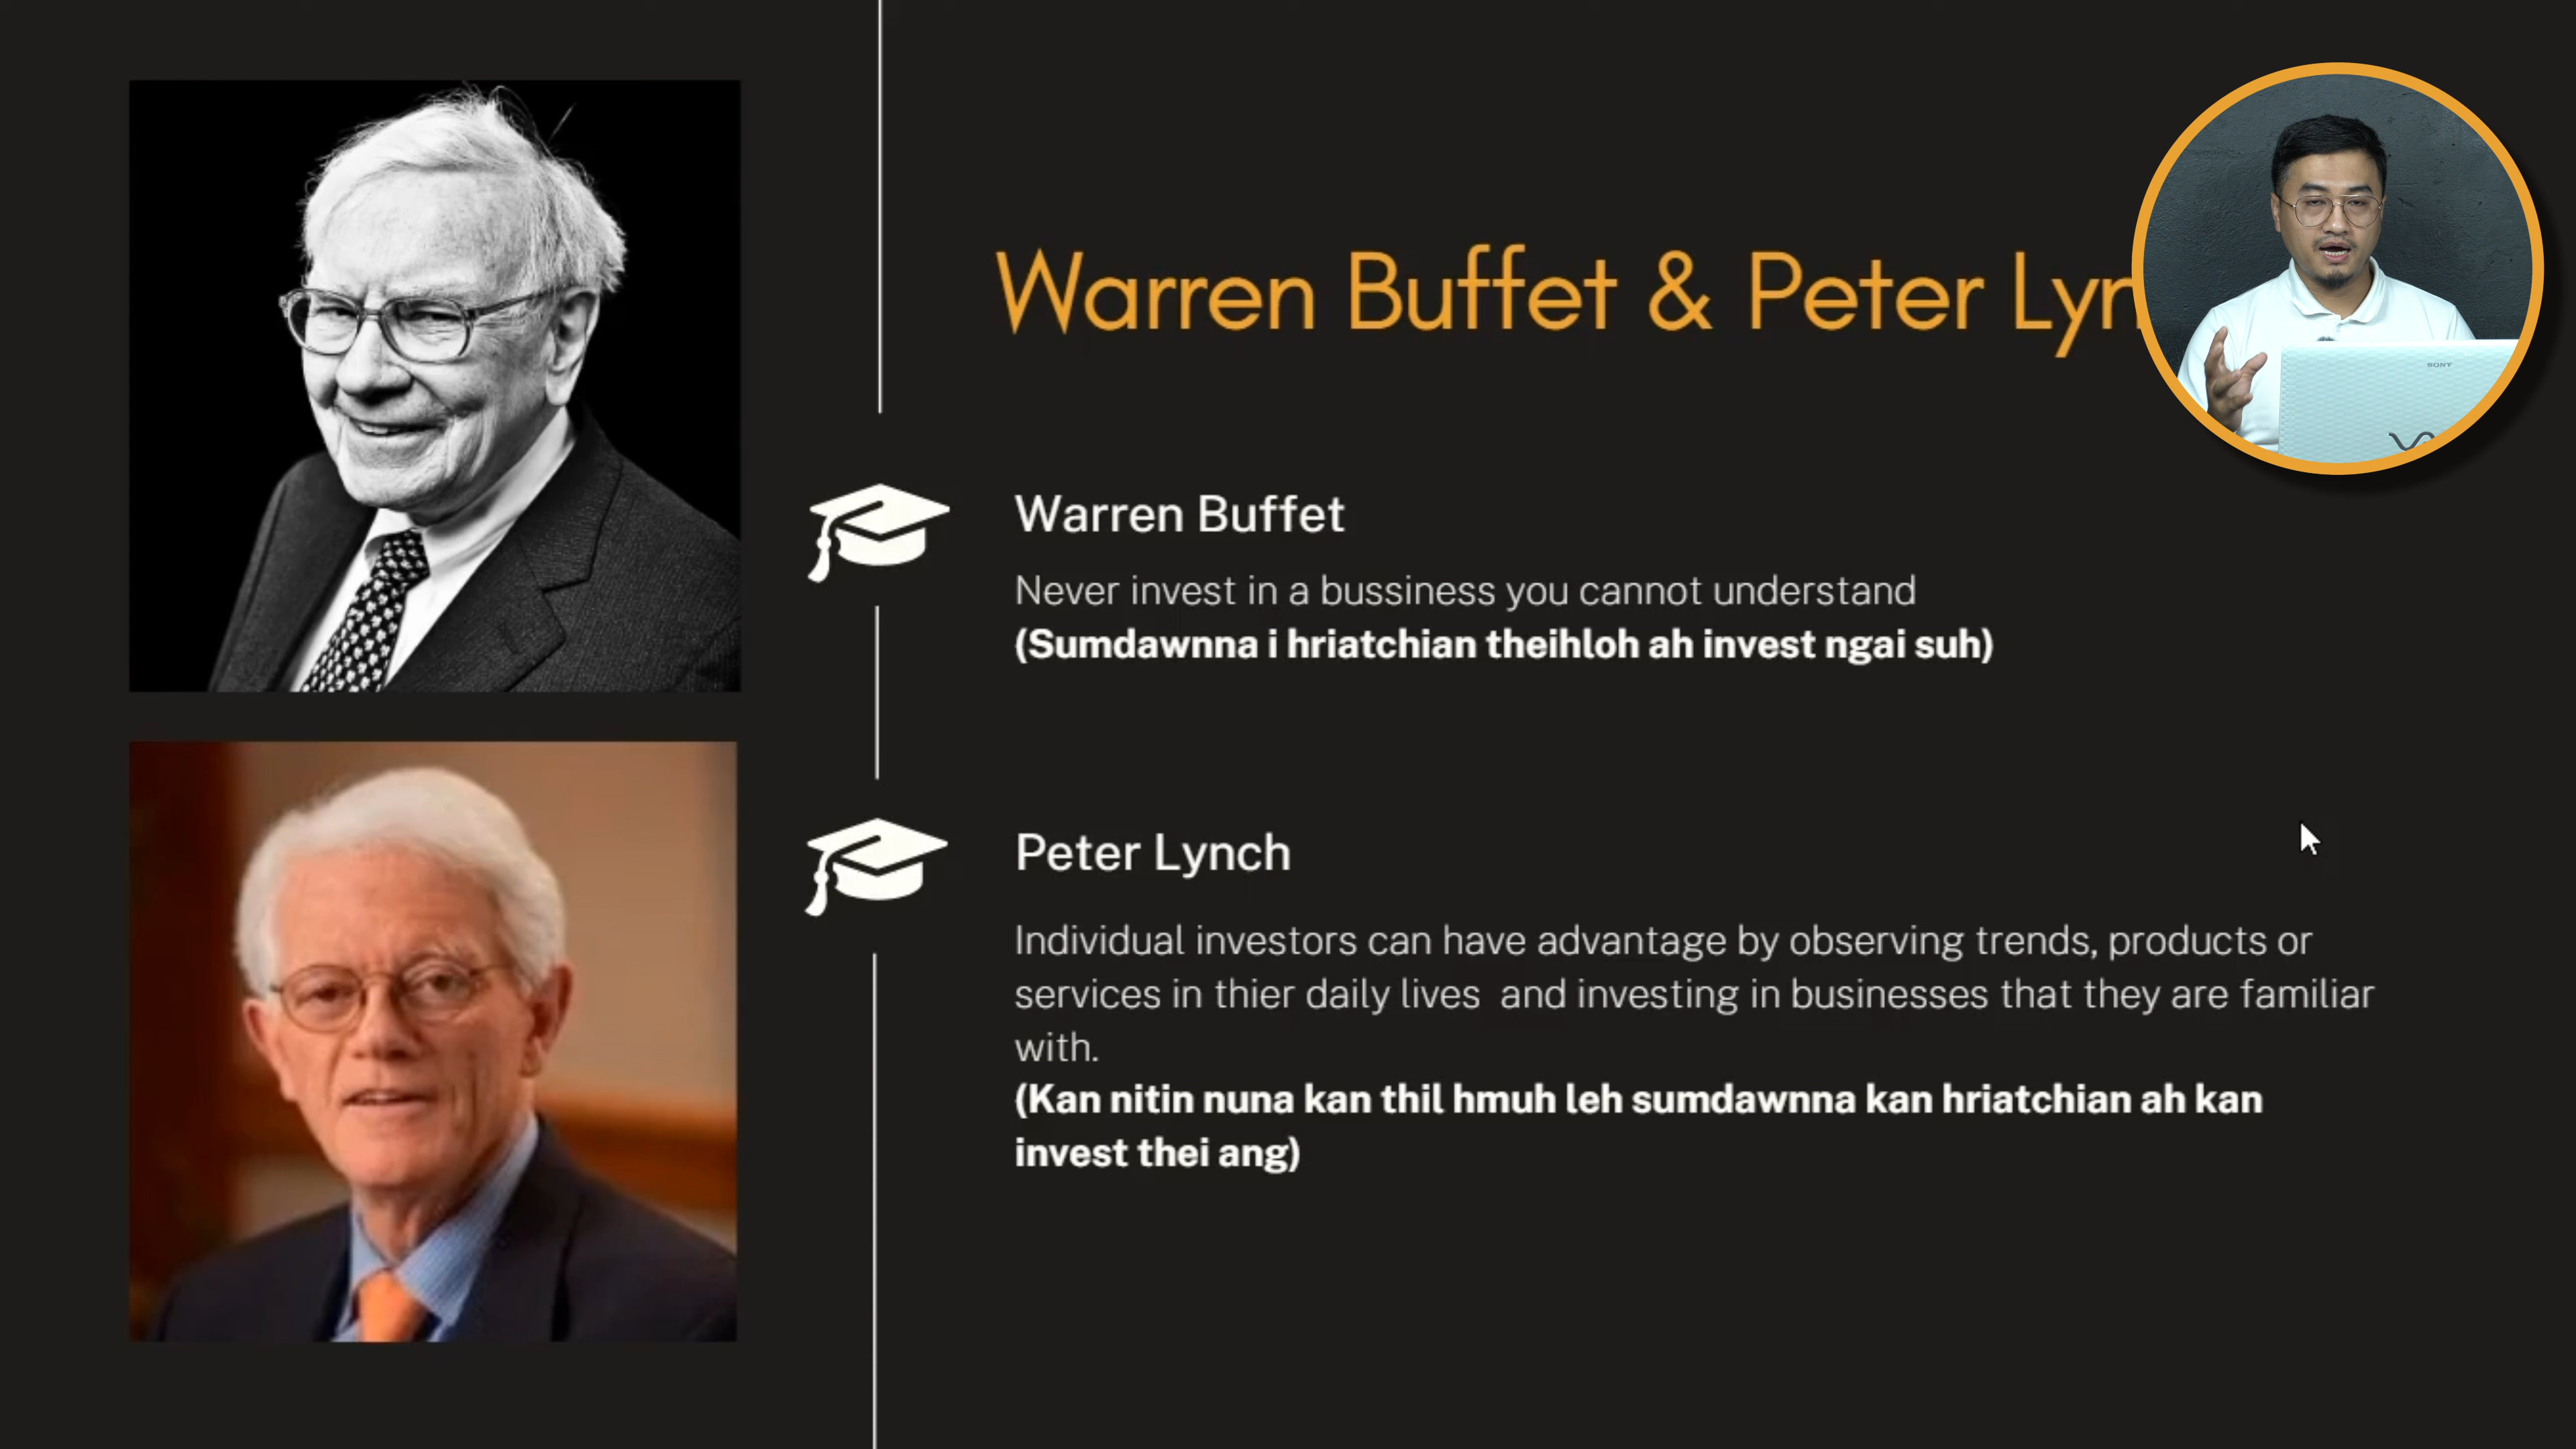 Warren Buffet & Peter
Warren Buffet
Never invest in a bussiness you cannot understand
(Sumdawnna i hriatchian theihloh ah invest ngai suh)
Peter Lynch
Individual investors can have advantage by observing trends, products or
services in thier daily lives and investing in businesses that they are familiar
with.
(Kan nitin nuna kan thil hmuh leh sumdawnna kan hriatchian ah kan
invest thei ang)
SONY